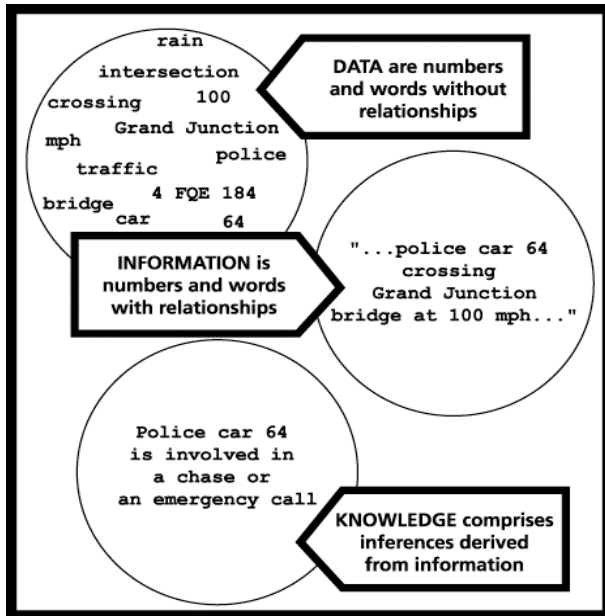 rain
intersection
crossing 100
Grand Junction
mph police
traffic
bridge 4 FQE 184
car 64
DATA are numbers
and words without
relationships
INFORMATION is
numbers and words
with relationships
"...police car 64
crossing
Grand Junction
bridge at 100 mph..."
Police car 64
is involved in
a chase or
an emergency call
KNOWLEDGE comprises
inferences derived
from information